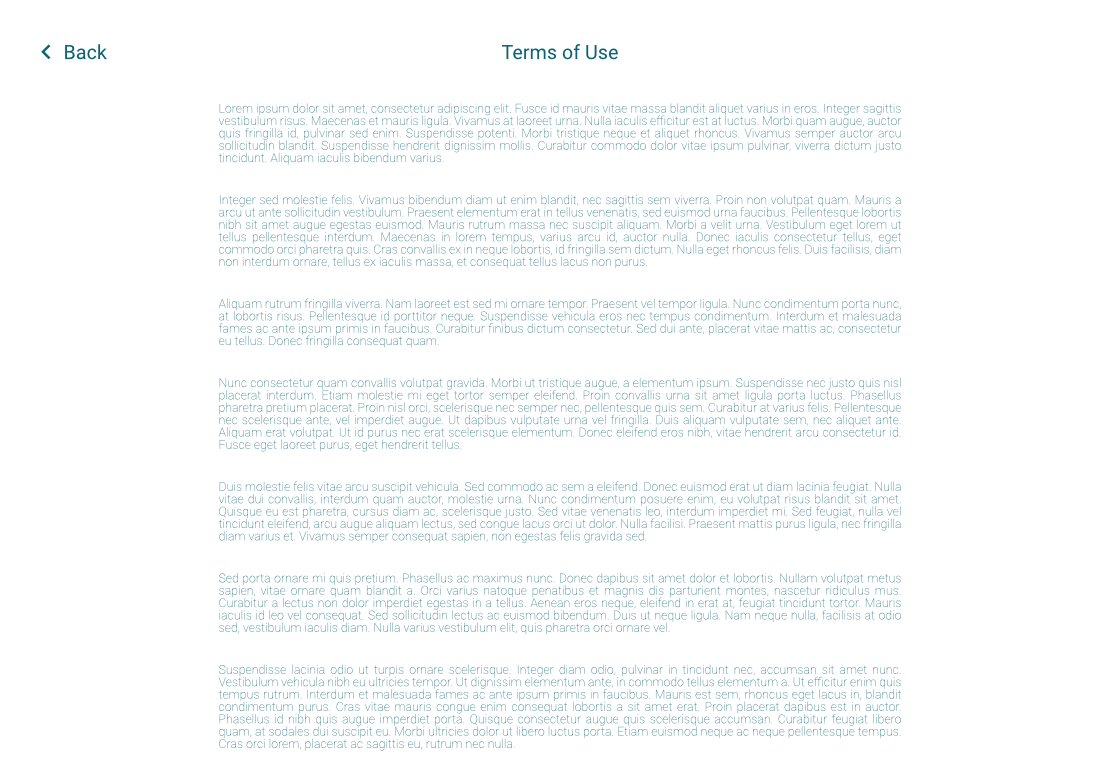 Back
Terms of Use
Lorem ipsum dolor sit amet, consectetur adipiscing elit. Fusce id mauris vitae massa blandit aliquet varius in eros. Integer sagittis
vestibulum risus. Maecenas et mauris ligula. Vivamus at laoreet urna. Nulla iaculis efficitur est at luctus. Morbi quam augue, auctor
quis fringilla id, pulvinar sed enim. Suspendisse potenti. Morbi tristique neque et aliquet rhoncus. Vivamus semper auctor arcu
sollicitudin blandit. Suspendisse hendrerit dignissim mollis. Curabitur commodo dolor vitae ipsum pulvinar, viverra dictum justo
tincidunt. Aliquam iaculis bibendum varius.
Integer sed molestie felis. Vivamus bibendum diam ut enim blandit, nec sagittis sem viverra. Proin non volutpat quam. Mauris a
arcu ut ante sollicitudin vestibulum. Praesent elementum erat in tellus venenatis, sed euismod urna faucibus. Pellentesque lobortis
nibh sit amet augue egestas euismod. Mauris rutrum massa nec suscipit aliquam. Morbi a velit urna. Vestibulum eget lorem ut
tellus pellentesque interdum. Maecenas in lorem tempus, varius arcu id, auctor nulla. Donec iaculis consectetur tellus, eget
commodo orci pharetra quis. Cras convallis ex in neque lobortis, id fringilla sem dictum. Nulla eget rhoncus felis. Duis facilisis, diam
non interdum ornare, tellus ex iaculis massa, et consequat tellus lacus non purus.
Aliquam rutrum fringilla viverra. Nam laoreet est sed mi ornare tempor. Praesent vel tempor ligula. Nunc condimentum porta nunc,
at lobortis risus. Pellentesque id porttitor neque. Suspendisse vehicula eros nec tempus condimentum. Interdum et malesuada
fames ac ante ipsum primis in faucibus. Curabitur finibus dictum consectetur. Sed dui ante, placerat vitae mattis ac, consectetur
eu tellus. Donec fringilla consequat quam.
Nunc consectetur quam convallis volutpat gravida. Morbi ut tristique augue, a elementum ipsum. Suspendisse nec justo quis nisl
placerat interdum. Etiam molestie mi eget tortor semper eleifend. Proin convallis urna sit amet ligula porta luctus. Phasellus
pharetra pretium placerat. Proin nisl orci, scelerisque nec semper nec, pellentesque quis sem. Curabitur at varius felis. Pellentesque
nec scelerisque ante, vel imperdiet augue. Ut dapibus vulputate urna vel fringilla. Duis aliquam vulputate sem, nec aliquet ante.
Aliquam erat volutpat. Ut id purus nec erat scelerisque elementum. Donec eleifend eros nibh, vitae hendrerit arcu consectetur id.
Fusce eget laoreet purus, eget hendrerit tellus.
Duis molestie felis vitae arcu suscipit vehicula. Sed commodo ac sem a eleifend. Donec euismod erat ut diam lacinia feugiat. Nulla
vitae dui convallis, interdum quam auctor, molestie urna. Nunc condimentum posuere enim, eu volutpat risus blandit sit amet.
Quisque eu est pharetra, cursus diam ac, scelerisque justo. Sed vitae venenatis leo, interdum imperdiet mi. Sed feugiat, nulla vel
tincidunt eleifend, arcu augue aliquam lectus, sed congue lacus orci ut dolor. Nulla facilisi. Praesent mattis purus ligula, nec fringilla
diam varius et. Vivamus semper consequat sapien, non egestas felis gravida sed.
Sed porta ornare mi quis pretium. Phasellus ac maximus nunc. Donec dapibus sit amet dolor et lobortis. Nullam volutpat metus
sapien, vitae ornare quam blandit a. Orci varius natoque penatibus et magnis dis parturient montes, nascetur ridiculus mus.
Curabitur a lectus non dolor imperdiet egestas in a tellus. Aenean eros neque, eleifend in erat at, feugiat tincidunt tortor. Mauris
iaculis id leo vel consequat. Sed sollicitudin lectus ac euismod bibendum. Duis ut neque ligula. Nam neque nulla, facilisis at odio
sed, vestibulum iaculis diam. Nulla varius vestibulum elit, quis pharetra orci ornare vel.
Suspendisse lacinia odio ut turpis ornare scelerisque. Integer diam odio, pulvinar in tincidunt nec, accumsan sit amet nunc.
Vestibulum vehicula nibh eu ultricies tempor. Ut dignissim elementum ante, in commodo tellus elementum a. Ut efficitur enim quis
tempus rutrum. Interdum et malesuada fames ac ante ipsum primis in faucibus. Mauris est sem, rhoncus eget lacus in, blandit
condimentum purus. Cras vitae mauris congue enim consequat lobortis a sit amet erat. Proin placerat dapibus est in auctor.
Phasellus id nibh quis augue imperdiet porta. Quisque consectetur augue quis scelerisque accumsan. Curabitur feugiat libero
quam, at sodales dui suscipit eu. Morbi ultricies dolor ut libero luctus porta. Etiam euismod neque ac neque pellentesque tempus.
Cras orci lorem, placerat ac sagittis eu, rutrum nec nulla.